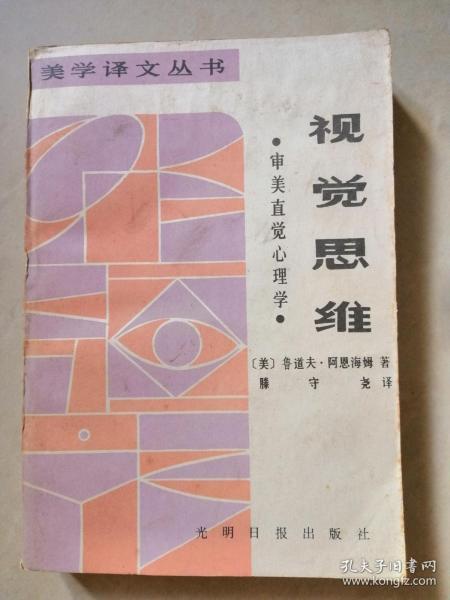 美学译文丛书
视觉思维
•审美直觉心理学•
〔美〕鲁道夫·阿恩海姆 著
滕守尧 译
光明日报出版社
孔夫子旧书网
www.kongfz.com